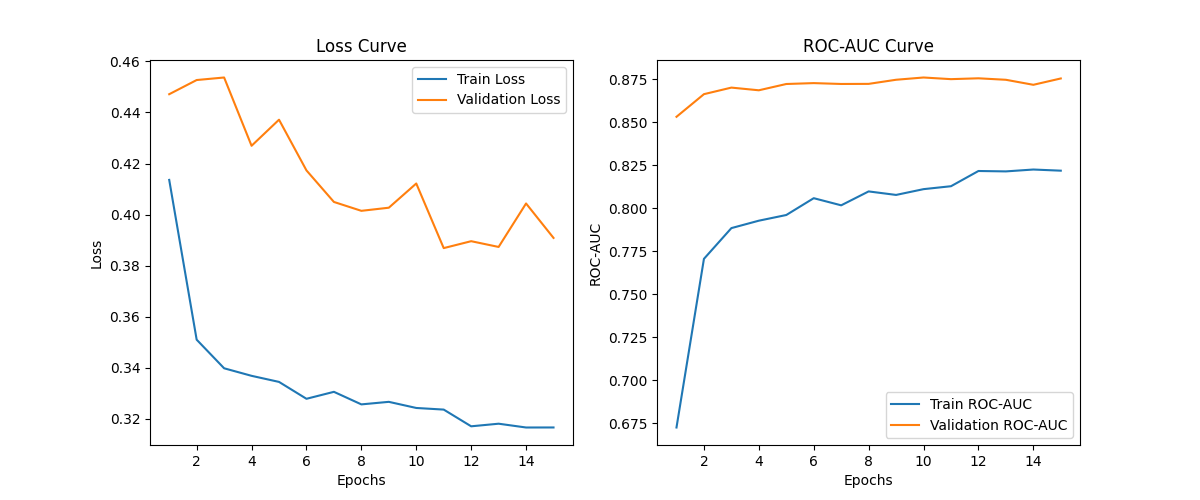 Loss Curve
0.46
0.44
0.42
0.40
0.38
0.36
0.34
0.32
Loss
2 4 6 8 10 12 14
Epochs
Train Loss
Validation Loss
ROC-AUC Curve
0.875
0.850
0.825
0.800
0.775
0.750
0.725
0.700
0.675
ROC-AUC
2 4 6 8 10 12 14
Epochs
Train ROC-AUC
Validation ROC-AUC